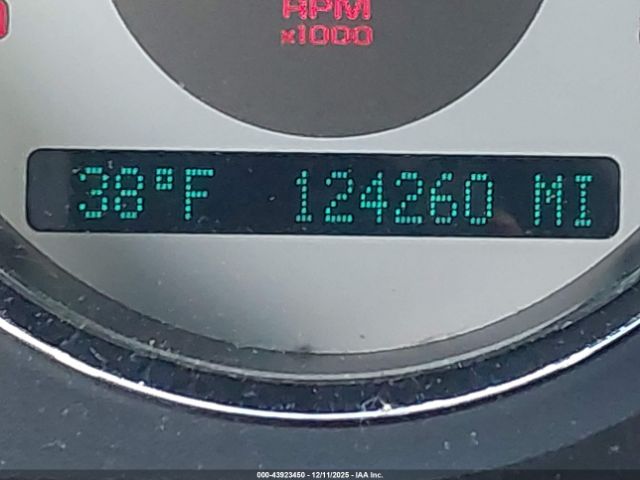 RPM
x1000
38°F 124260 MI
000-43923450 - 12/11/2025 - IAA Inc.